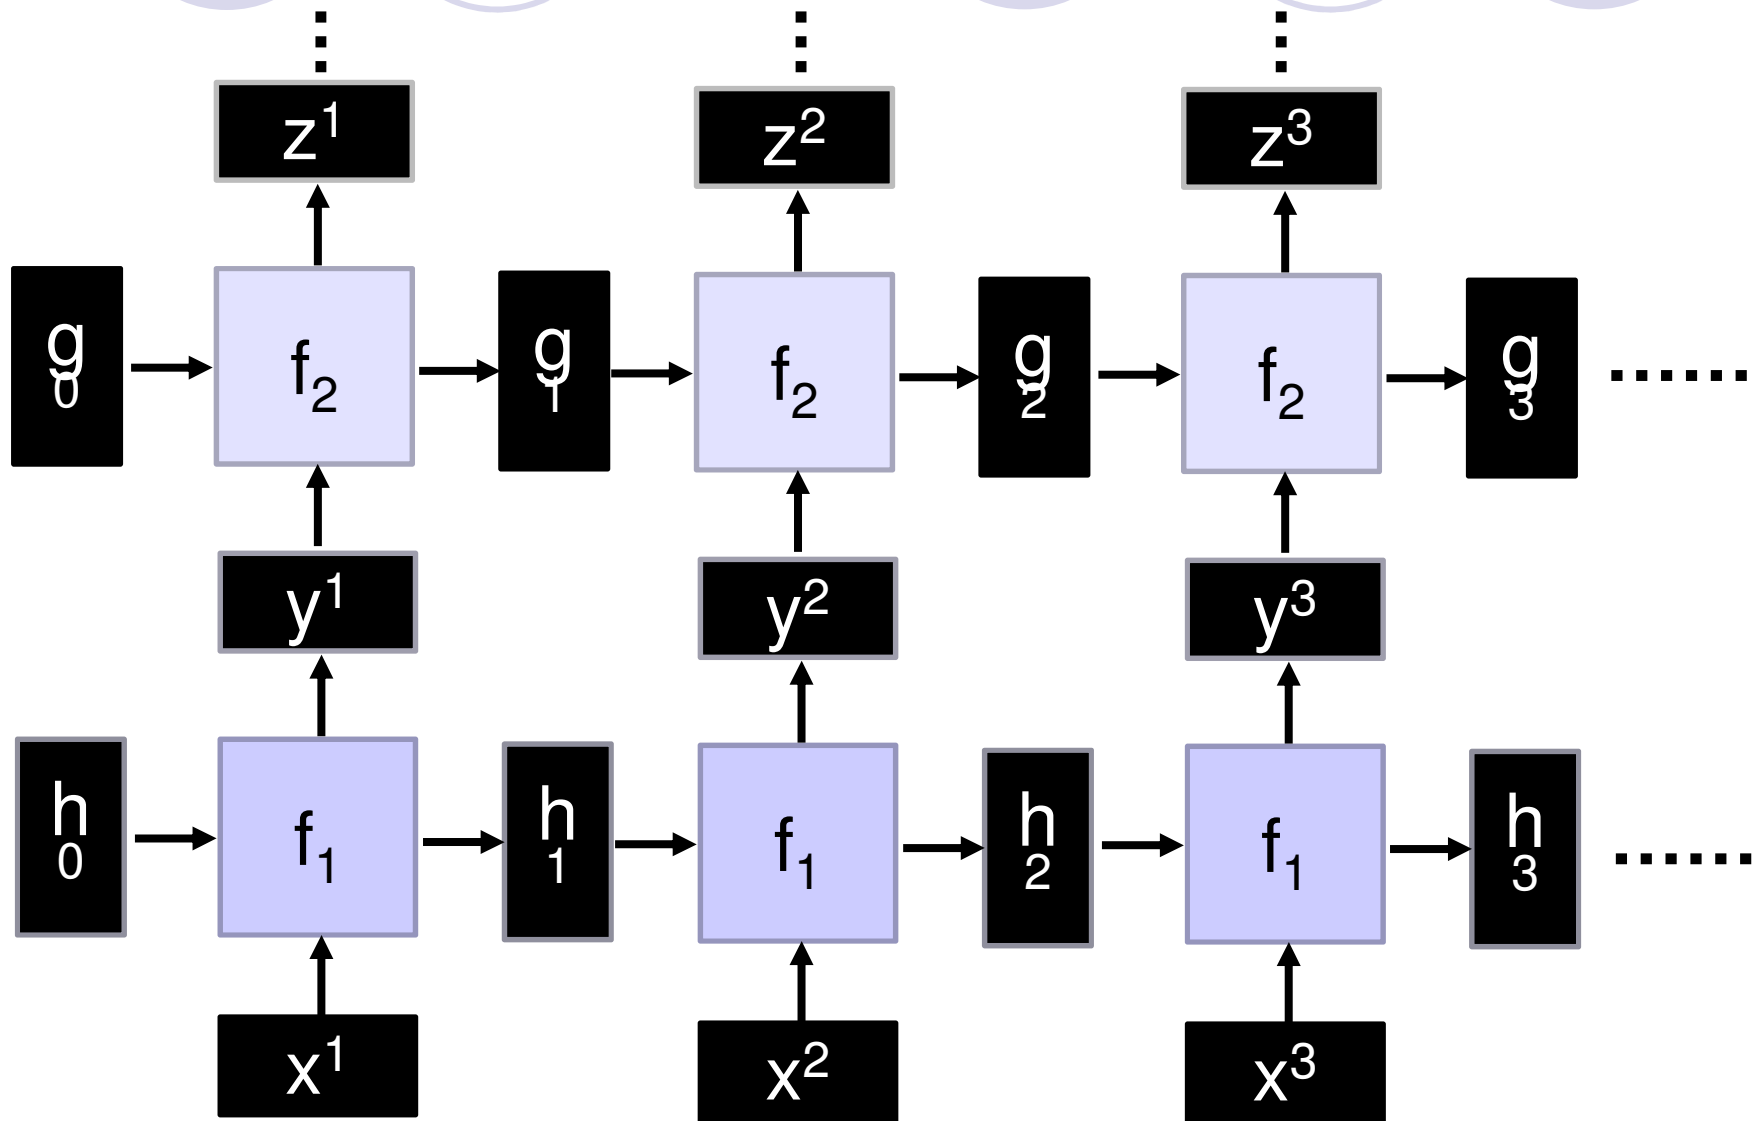 z¹ z² z³
g₀ f₂ g₁ f₂ g₂ f₂ g₃
y¹ y² y³
h₀ f₁ h₁ f₁ h₂ f₁ h₃
x¹ x² x³